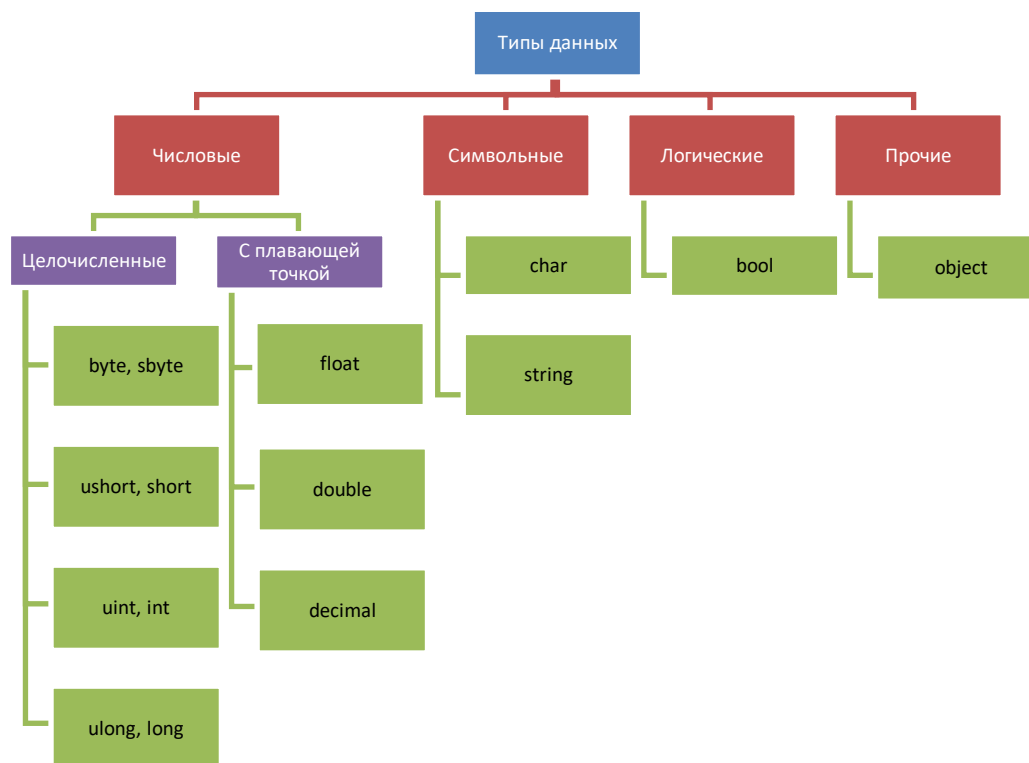 Типы данных
Числовые
Символьные
Логические
Прочие
Целочисленные
С плавающей
точкой
char
bool
object
byte, sbyte
float
string
ushort, short
double
uint, int
decimal
ulong, long